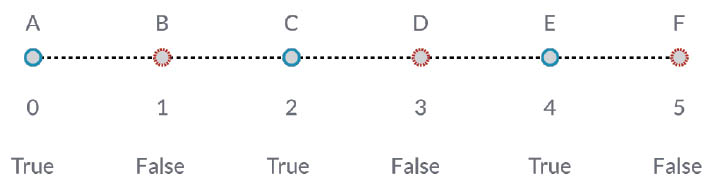 A B C D E F
0 1 2 3 4 5
True False True False True False